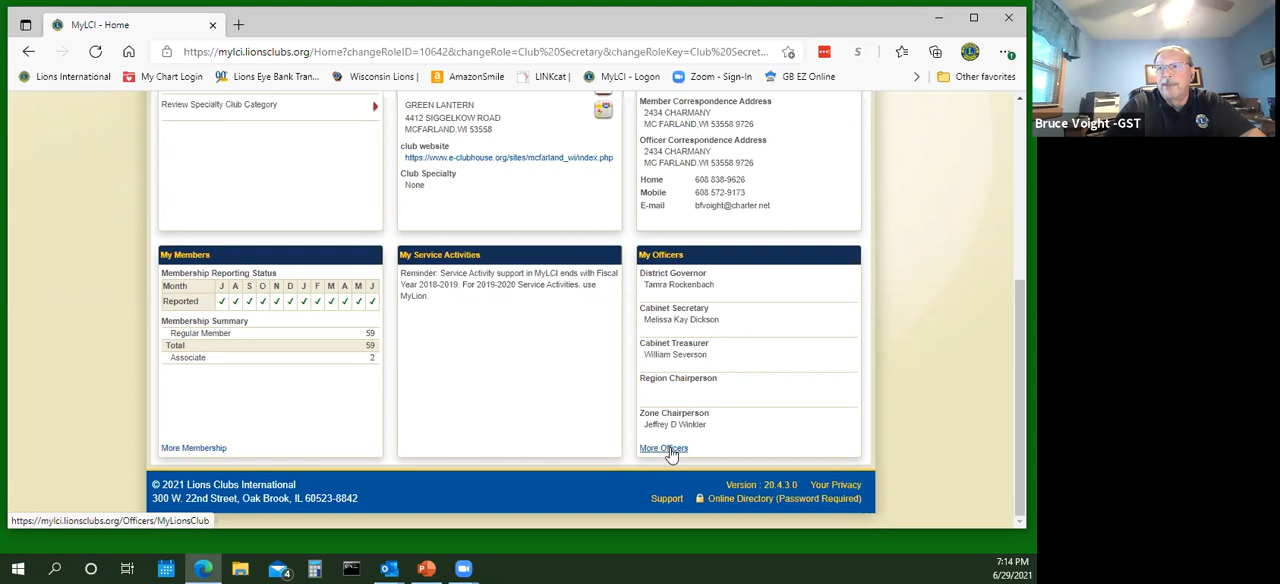 MyLCI - Home
https://mylci.lionsclubs.org/Home?changeRoleID=10642&changeRole=Club%20Secretary&changeRoleKey=Club%20Secret...
Lions International
My Chart Login
Lions Eye Bank Tran...
Wisconsin Lions |
AmazonSmile
LINKcat |
MyLCI - Logon
Zoom - Sign-In
GB EZ Online
Other favorites
Review Specialty Club Category
GREEN LANTERN
4412 SIGGELKOW ROAD
MCFARLAND,WI 53558
club website
https://www.e-clubhouse.org/sites/mcfarland_wi/index.php
Club Specialty
None
Member Correspondence Address
2434 CHARMANY
MC FARLAND,WI 53558 9726
Officer Correspondence Address
2434 CHARMANY
MC FARLAND,WI 53558 9726
Home 608 838-9626
Mobile 608 572-9173
E-mail bfvoight@charter.net
Bruce Voight -GST
My Members
Membership Reporting Status
Month J A S O N D J F M A M J
Reported ✓ ✓ ✓ ✓ ✓ ✓ ✓ ✓ ✓ ✓ ✓ ✓
Membership Summary
Regular Member 59
Total 59
Associate 2
More Membership
My Service Activities
Reminder: Service Activity support in MyLCI ends with Fiscal
Year 2018-2019. For 2019-2020 Service Activities, use
MyLion.
My Officers
District Governor
Tamra Rockenbach
Cabinet Secretary
Melissa Kay Dickson
Cabinet Treasurer
William Severson
Region Chairperson
Zone Chairperson
Jeffrey D Winkler
More Officers
© 2021 Lions Clubs International
300 W. 22nd Street, Oak Brook, IL 60523-8842
Version : 20.4.3.0 Your Privacy
Support Online Directory (Password Required)
https://mylci.lionsclubs.org/Officers/MyLionsClub
4
7:14 PM
6/29/2021